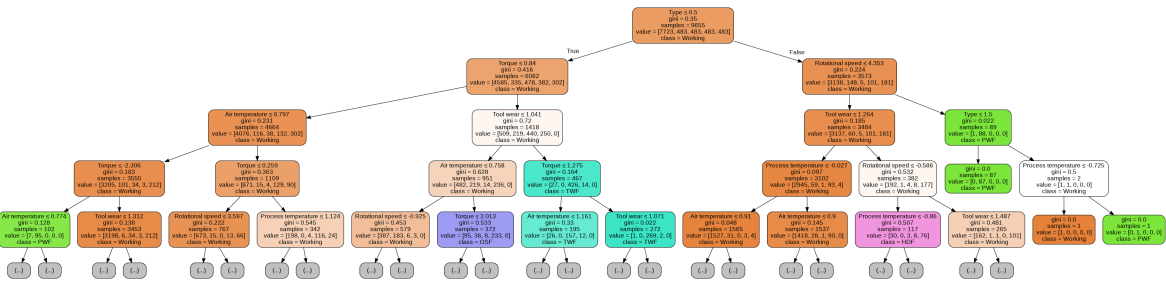 Type ≤ 0.5
gini = 0.35
samples = 9655
value = [7723, 483, 483, 483, 483]
class = Working
True
False
Torque ≤ 0.84
gini = 0.416
samples = 6082
value = [4585, 335, 478, 382, 302]
class = Working
Rotational speed ≤ 4.353
gini = 0.224
samples = 3573
value = [3138, 148, 5, 101, 181]
class = Working
Air temperature ≤ 0.797
gini = 0.231
samples = 4664
value = [4076, 116, 38, 132, 302]
class = Working
Tool wear ≤ 1.041
gini = 0.72
samples = 1418
value = [509, 219, 440, 250, 0]
class = Working
Tool wear ≤ 1.264
gini = 0.185
samples = 3484
value = [3137, 60, 5, 101, 181]
class = Working
Type ≤ 1.5
gini = 0.022
samples = 89
value = [1, 88, 0, 0, 0]
class = PWF
Torque ≤ -2.306
gini = 0.183
samples = 3555
value = [3205, 101, 34, 3, 212]
class = Working
Torque ≤ 0.259
gini = 0.363
samples = 1109
value = [871, 15, 4, 129, 90]
class = Working
Air temperature ≤ 0.758
gini = 0.628
samples = 951
value = [482, 219, 14, 236, 0]
class = Working
Torque ≤ 1.275
gini = 0.164
samples = 467
value = [27, 0, 426, 14, 0]
class = TWF
Process temperature ≤ -0.027
gini = 0.097
samples = 3102
value = [2945, 59, 1, 93, 4]
class = Working
Rotational speed ≤ -0.586
gini = 0.532
samples = 382
value = [192, 1, 4, 8, 177]
class = Working
gini = 0.0
samples = 87
value = [0, 87, 0, 0, 0]
class = PWF
Process temperature ≤ -0.725
gini = 0.5
samples = 2
value = [1, 1, 0, 0, 0]
class = Working
Air temperature ≤ 0.774
gini = 0.128
samples = 102
value = [7, 95, 0, 0, 0]
class = PWF
Tool wear ≤ 1.312
gini = 0.138
samples = 3453
value = [3198, 6, 34, 3, 212]
class = Working
Rotational speed ≤ 3.597
gini = 0.222
samples = 767
value = [673, 15, 0, 13, 66]
class = Working
Process temperature ≤ 1.124
gini = 0.545
samples = 342
value = [198, 0, 4, 116, 24]
class = Working
Rotational speed ≤ -0.925
gini = 0.453
samples = 579
value = [387, 183, 6, 3, 0]
class = Working
Torque ≤ 2.013
gini = 0.533
samples = 372
value = [95, 36, 8, 233, 0]
class = OSF
Air temperature ≤ 1.161
gini = 0.33
samples = 195
value = [26, 0, 157, 12, 0]
class = TWF
Tool wear ≤ 1.071
gini = 0.022
samples = 272
value = [1, 0, 269, 2, 0]
class = TWF
Air temperature ≤ 0.91
gini = 0.048
samples = 1565
value = [1527, 31, 0, 3, 4]
class = Working
Air temperature ≤ 0.9
gini = 0.145
samples = 1537
value = [1418, 28, 1, 90, 0]
class = Working
Process temperature ≤ -0.86
gini = 0.507
samples = 117
value = [30, 0, 3, 8, 76]
class = HDF
Tool wear ≤ 1.487
gini = 0.481
samples = 265
value = [162, 1, 1, 0, 101]
class = Working
gini = 0.0
samples = 1
value = [1, 0, 0, 0, 0]
class = Working
gini = 0.0
samples = 1
value = [0, 1, 0, 0, 0]
class = PWF
(...) (...) (...) (...) (...) (...) (...) (...) (...) (...) (...) (...) (...) (...) (...) (...) (...) (...) (...) (...) (...) (...) (...) (...)